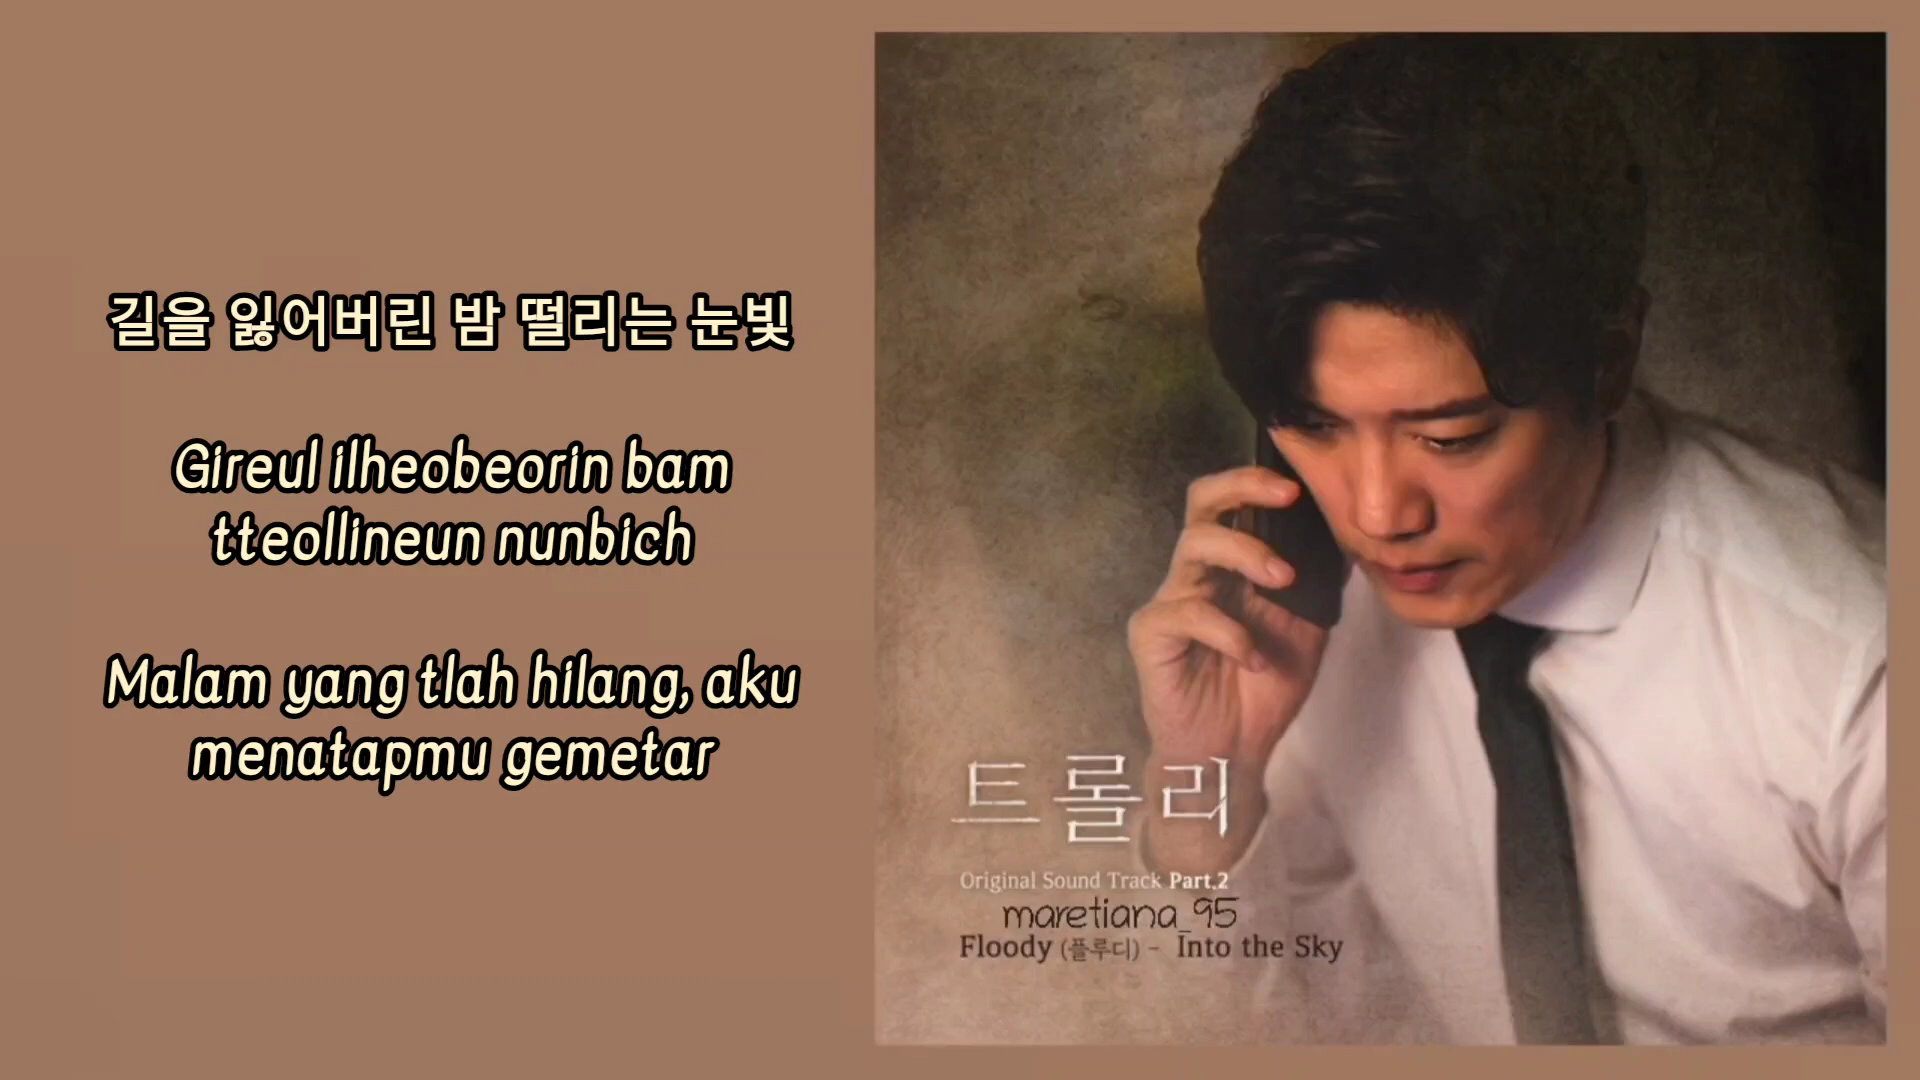 길을 잃어버린 밤 떨리는 눈빛
Gireul ilheobeorin bam
tteollineun nunbich
Malam yang tlah hilang, aku
menatapmu gemetar
트롤리
Original Sound Track Part.2
maretiana_95
Floody (플루디) - Into the Sky